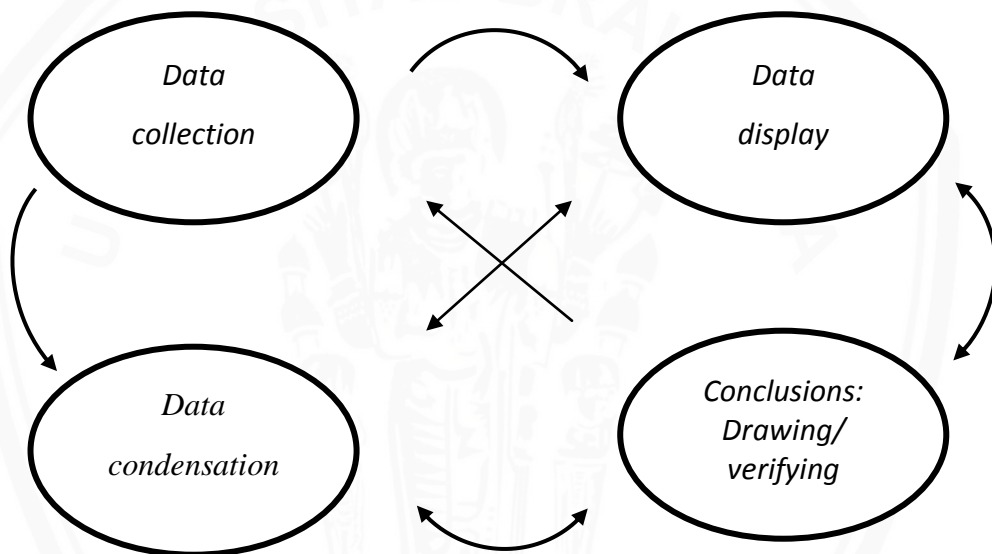 Data
collection
Data
display
Data
condensation
Conclusions:
Drawing/
verifying